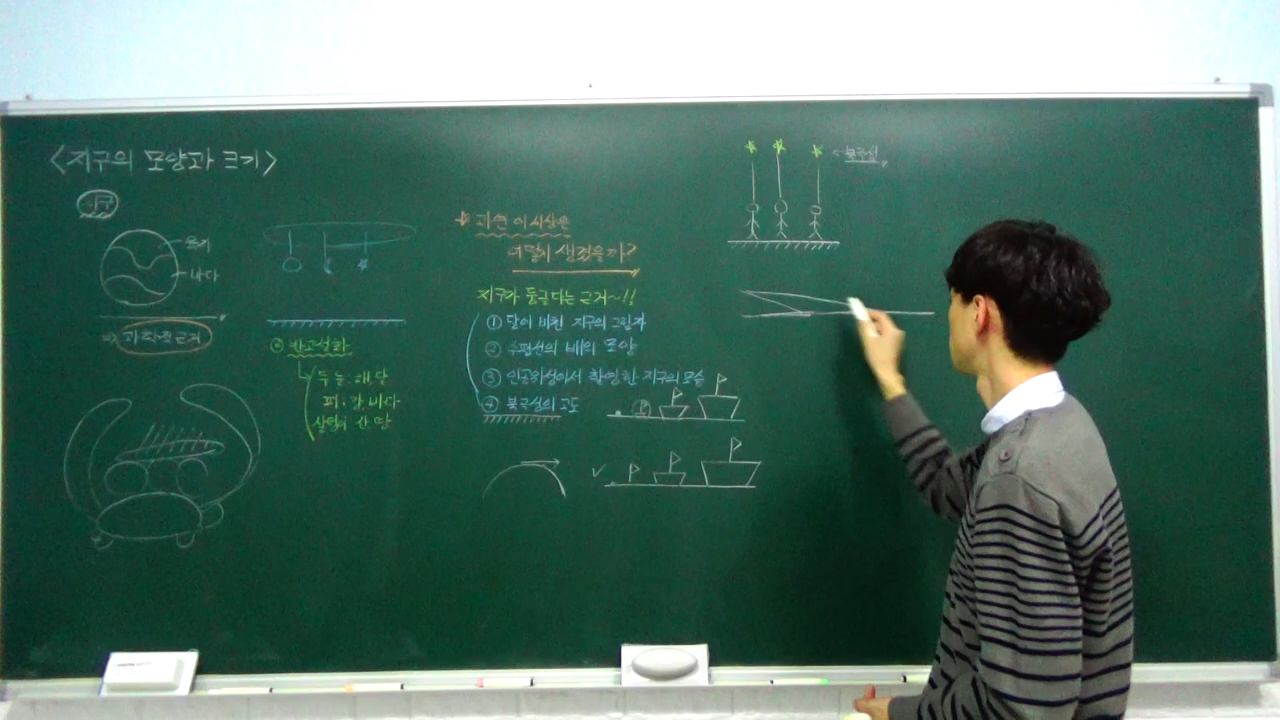 <지구의 모양과 크기>
지구
육지
바다
⇒ 과학적 근거
◎ 반고설화
두 눈 : 해, 달
피 : 강, 바다
살덩이 : 산, 땅
* 과연 이 세상은
어떻게 생겼을까?
지구가 둥글다는 근거~!!
① 달에 비친 지구의 그림자
② 수평선의 배의 모양
③ 인공위성에서 촬영한 지구의 모습
④ 북극성의 고도
북극성